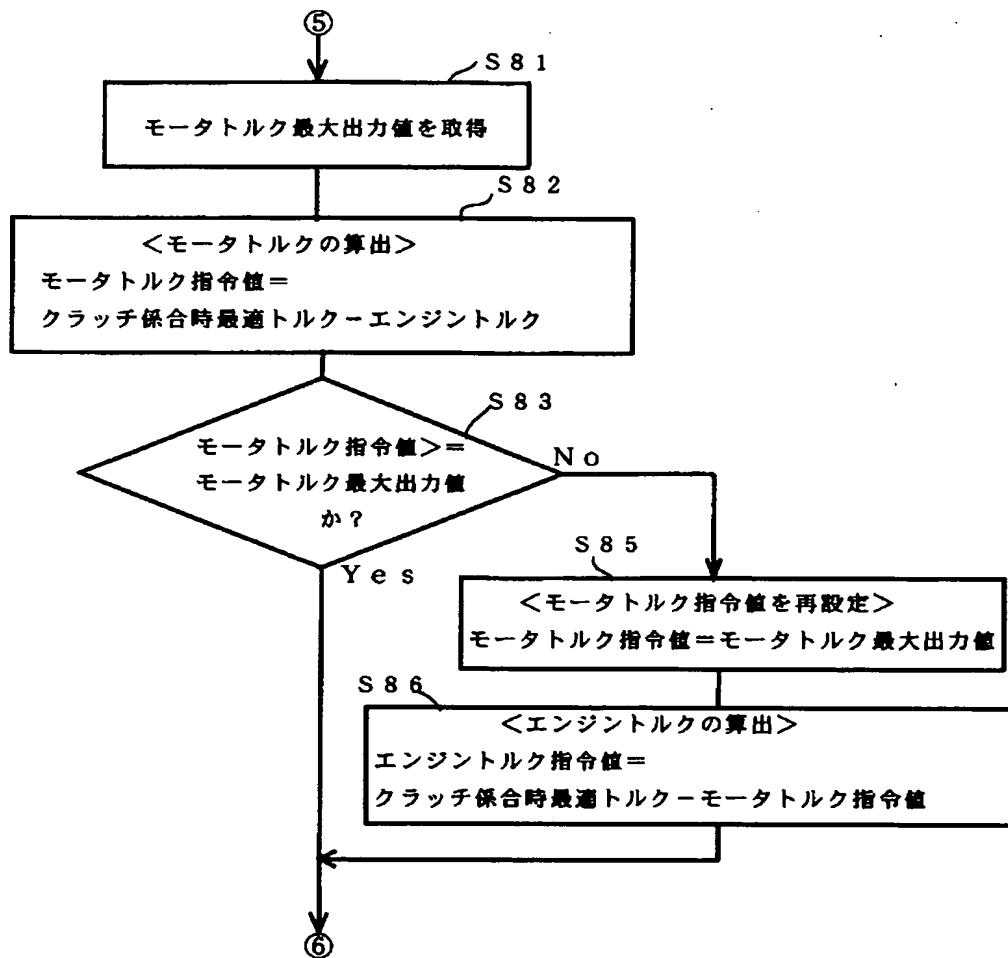 ⑤
S81
モータトルク最大出力値を取得
S82
<モータトルクの算出>
モータトルク指令値=
クラッチ係合時最適トルク-エンジントルク
S83
モータトルク指令値>=
モータトルク最大出力値
か?
No
Yes
S85
<モータトルク指令値を再設定>
モータトルク指令値=モータトルク最大出力値
S86
<エンジントルクの算出>
エンジントルク指令値=
クラッチ係合時最適トルク-モータトルク指令値
⑥